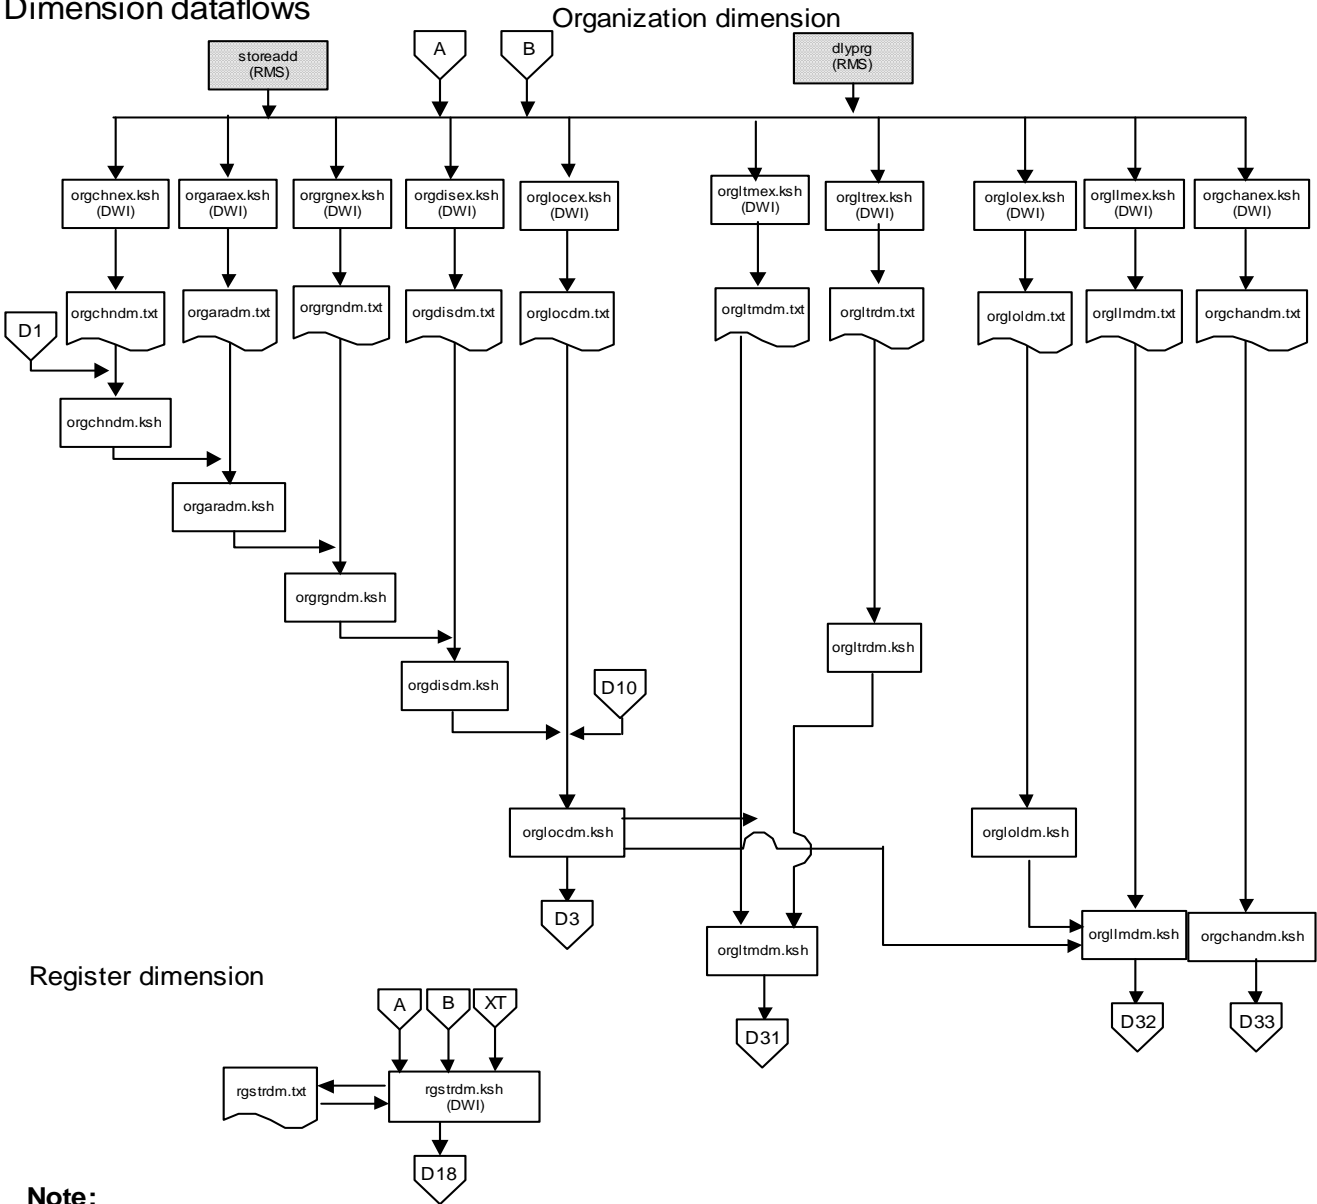 Dimension dataflows
Organization dimension
storeadd
(RMS)
A
B
dlyprg
(RMS)
orgchnex.ksh
(DWI)
orgaraex.ksh
(DWI)
orgrgnex.ksh
(DWI)
orgdisex.ksh
(DWI)
orglocex.ksh
(DWI)
orgltmex.ksh
(DWI)
orgltrex.ksh
(DWI)
orglolex.ksh
(DWI)
orgllmex.ksh
(DWI)
orgchanex.ksh
(DWI)
D1
orgchndm.txt
orgaradm.txt
orgrgndm.txt
orgdisdm.txt
orglocdm.txt
orgltmdm.txt
orgltrdm.txt
orgloldm.txt
orgllmdm.txt
orgchandm.txt
orgchndm.ksh
orgaradm.ksh
orgrgndm.ksh
orgltrdm.ksh
orgdisdm.ksh
D10
orglocdm.ksh
orgloldm.ksh
D3
orgltmdm.ksh
orgllmdm.ksh
orgchandm.ksh
D31
D32
D33
Register dimension
A
B
XT
rgstrdm.txt
rgstrdm.ksh
(DWI)
D18
Note: